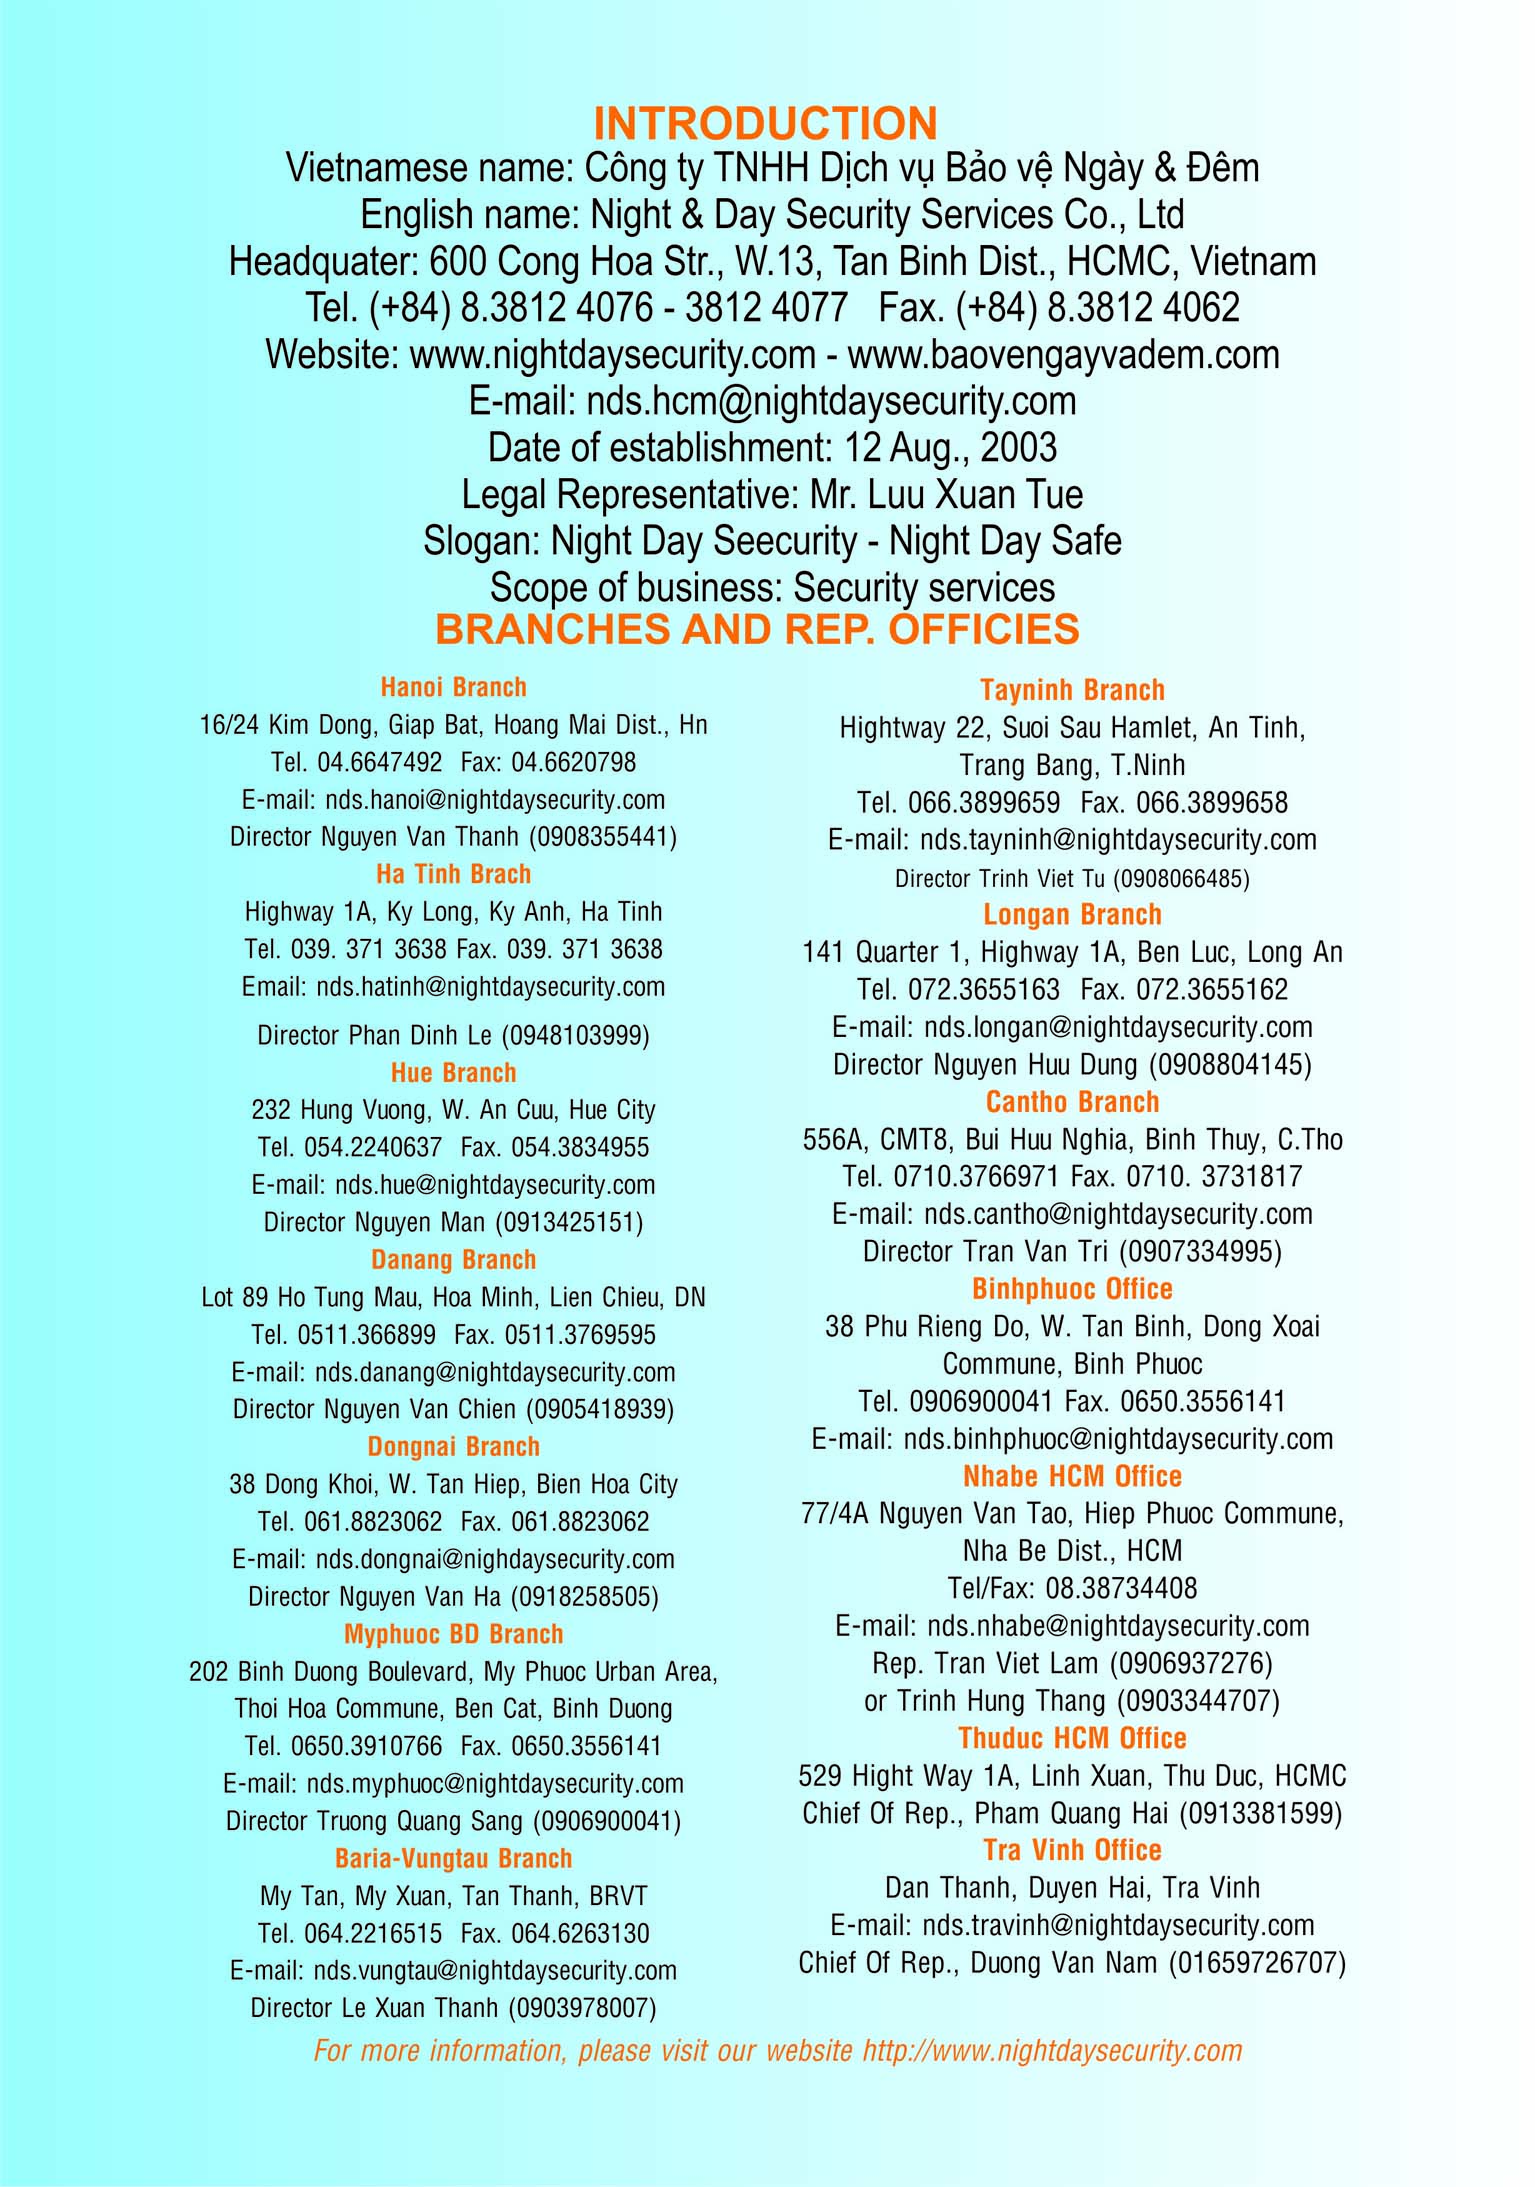 INTRODUCTION
Vietnamese name: Công ty TNHH Dịch vụ Bảo vệ Ngày & Đêm
English name: Night & Day Security Services Co., Ltd
Headquater: 600 Cong Hoa Str., W.13, Tan Binh Dist., HCMC, Vietnam
Tel. (+84) 8.3812 4076 - 3812 4077 Fax. (+84) 8.3812 4062
Website: www.nightdaysecurity.com - www.baovengayvadem.com
E-mail: nds.hcm@nightdaysecurity.com
Date of establishment: 12 Aug., 2003
Legal Representative: Mr. Luu Xuan Tue
Slogan: Night Day Seecurity - Night Day Safe
Scope of business: Security services
BRANCHES AND REP. OFFICIES
Hanoi Branch
16/24 Kim Dong, Giap Bat, Hoang Mai Dist., Hn
Tel. 04.6647492 Fax: 04.6620798
E-mail: nds.hanoi@nightdaysecurity.com
Director Nguyen Van Thanh (0908355441)
Ha Tinh Brach
Highway 1A, Ky Long, Ky Anh, Ha Tinh
Tel. 039. 371 3638 Fax. 039. 371 3638
Email: nds.hatinh@nightdaysecurity.com
Director Phan Dinh Le (0948103999)
Hue Branch
232 Hung Vuong, W. An Cuu, Hue City
Tel. 054.2240637 Fax. 054.3834955
E-mail: nds.hue@nightdaysecurity.com
Director Nguyen Man (0913425151)
Danang Branch
Lot 89 Ho Tung Mau, Hoa Minh, Lien Chieu, DN
Tel. 0511.366899 Fax. 0511.3769595
E-mail: nds.danang@nightdaysecurity.com
Director Nguyen Van Chien (0905418939)
Dongnai Branch
38 Dong Khoi, W. Tan Hiep, Bien Hoa City
Tel. 061.8823062 Fax. 061.8823062
E-mail: nds.dongnai@nighdaysecurity.com
Director Nguyen Van Ha (0918258505)
Myphuoc BD Branch
202 Binh Duong Boulevard, My Phuoc Urban Area,
Thoi Hoa Commune, Ben Cat, Binh Duong
Tel. 0650.3910766 Fax. 0650.3556141
E-mail: nds.myphuoc@nightdaysecurity.com
Director Truong Quang Sang (0906900041)
Baria-Vungtau Branch
My Tan, My Xuan, Tan Thanh, BRVT
Tel. 064.2216515 Fax. 064.6263130
E-mail: nds.vungtau@nightdaysecurity.com
Director Le Xuan Thanh (0903978007)
Tayninh Branch
Hightway 22, Suoi Sau Hamlet, An Tinh,
Trang Bang, T.Ninh
Tel. 066.3899659 Fax. 066.3899658
E-mail: nds.tayninh@nightdaysecurity.com
Director Trinh Viet Tu (0908066485)
Longan Branch
141 Quarter 1, Highway 1A, Ben Luc, Long An
Tel. 072.3655163 Fax. 072.3655162
E-mail: nds.longan@nightdaysecurity.com
Director Nguyen Huu Dung (0908804145)
Cantho Branch
556A, CMT8, Bui Huu Nghia, Binh Thuy, C.Tho
Tel. 0710.3766971 Fax. 0710. 3731817
E-mail: nds.cantho@nightdaysecurity.com
Director Tran Van Tri (0907334995)
Binhphuoc Office
38 Phu Rieng Do, W. Tan Binh, Dong Xoai
Commune, Binh Phuoc
Tel. 0906900041 Fax. 0650.3556141
E-mail: nds.binhphuoc@nightdaysecurity.com
Nhabe HCM Office
77/4A Nguyen Van Tao, Hiep Phuoc Commune,
Nha Be Dist., HCM
Tel/Fax: 08.38734408
E-mail: nds.nhabe@nightdaysecurity.com
Rep. Tran Viet Lam (0906937276)
or Trinh Hung Thang (0903344707)
Thuduc HCM Office
529 Hight Way 1A, Linh Xuan, Thu Duc, HCMC
Chief Of Rep., Pham Quang Hai (0913381599)
Tra Vinh Office
Dan Thanh, Duyen Hai, Tra Vinh
E-mail: nds.travinh@nightdaysecurity.com
Chief Of Rep., Duong Van Nam (01659726707)
For more information, please visit our website http://www.nightdaysecurity.com